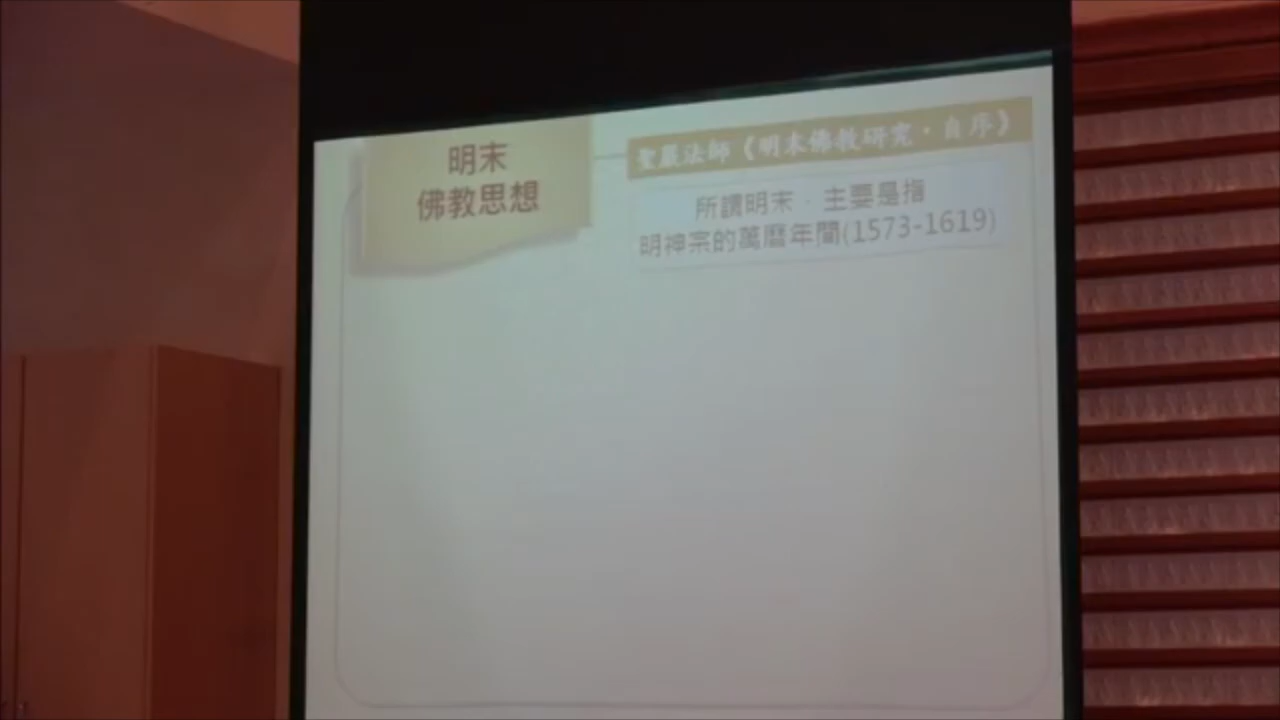 明末
佛教思想
聖嚴法師《明末佛教研究・自序》
所謂明末，主要是指
明神宗的萬曆年間(1573-1619)